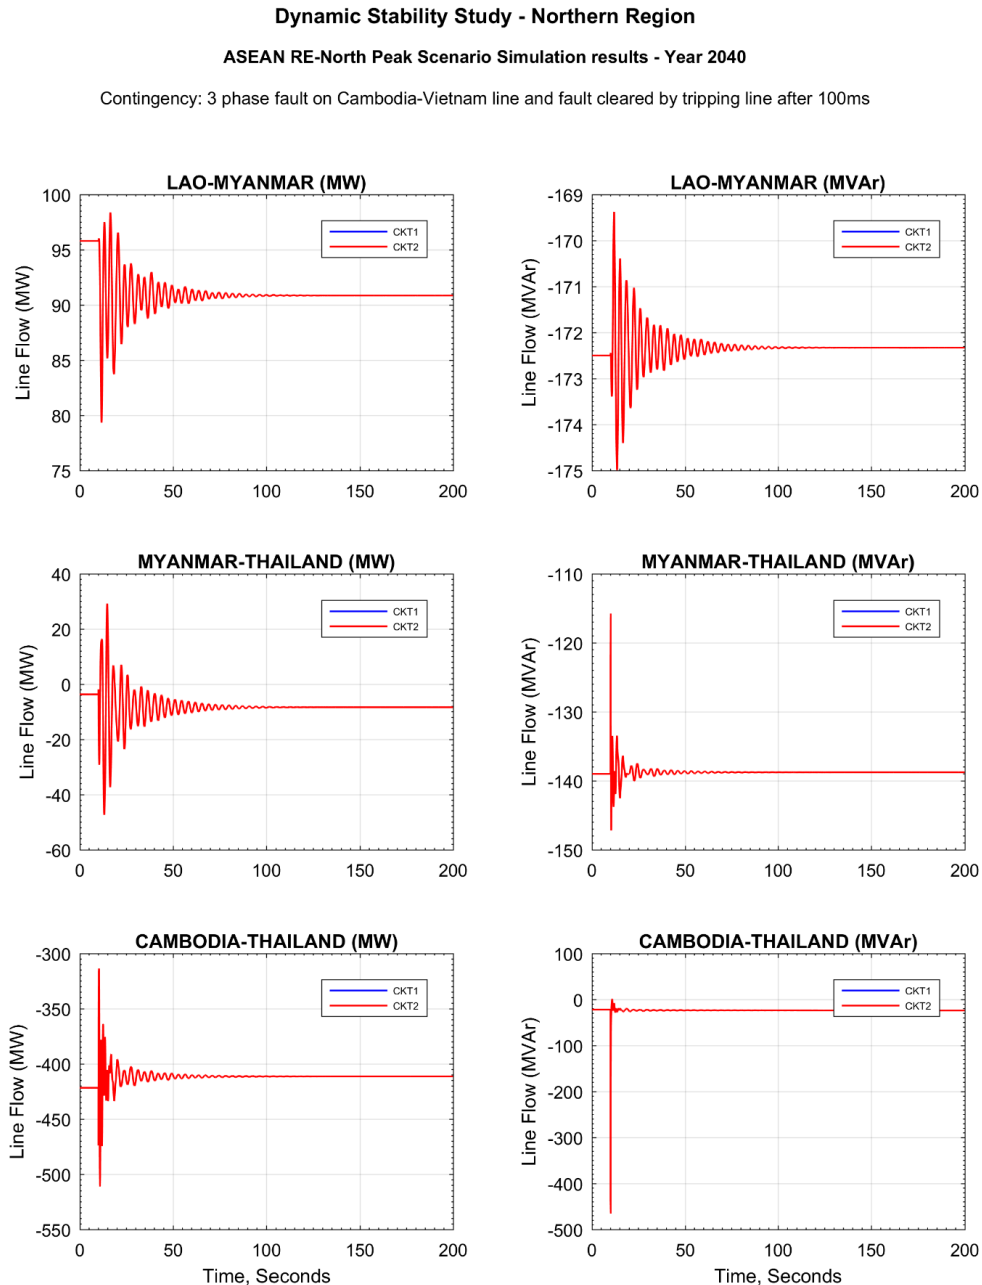 Dynamic Stability Study - Northern Region
ASEAN RE-North Peak Scenario Simulation results - Year 2040
Contingency: 3 phase fault on Cambodia-Vietnam line and fault cleared by tripping line after 100ms
LAO-MYANMAR (MW)
Line Flow (MW)
100
95
90
85
80
75
CKT1
CKT2
0 50 100 150 200
LAO-MYANMAR (MVAr)
Line Flow (MVAr)
-169
-170
-171
-172
-173
-174
-175
CKT1
CKT2
0 50 100 150 200
MYANMAR-THAILAND (MW)
Line Flow (MW)
40
20
0
-20
-40
-60
CKT1
CKT2
0 50 100 150 200
MYANMAR-THAILAND (MVAr)
Line Flow (MVAr)
-110
-120
-130
-140
-150
CKT1
CKT2
0 50 100 150 200
CAMBODIA-THAILAND (MW)
Line Flow (MW)
-300
-350
-400
-450
-500
-550
CKT1
CKT2
0 50 100 150 200
Time, Seconds
CAMBODIA-THAILAND (MVAr)
Line Flow (MVAr)
100
0
-100
-200
-300
-400
-500
CKT1
CKT2
0 50 100 150 200
Time, Seconds